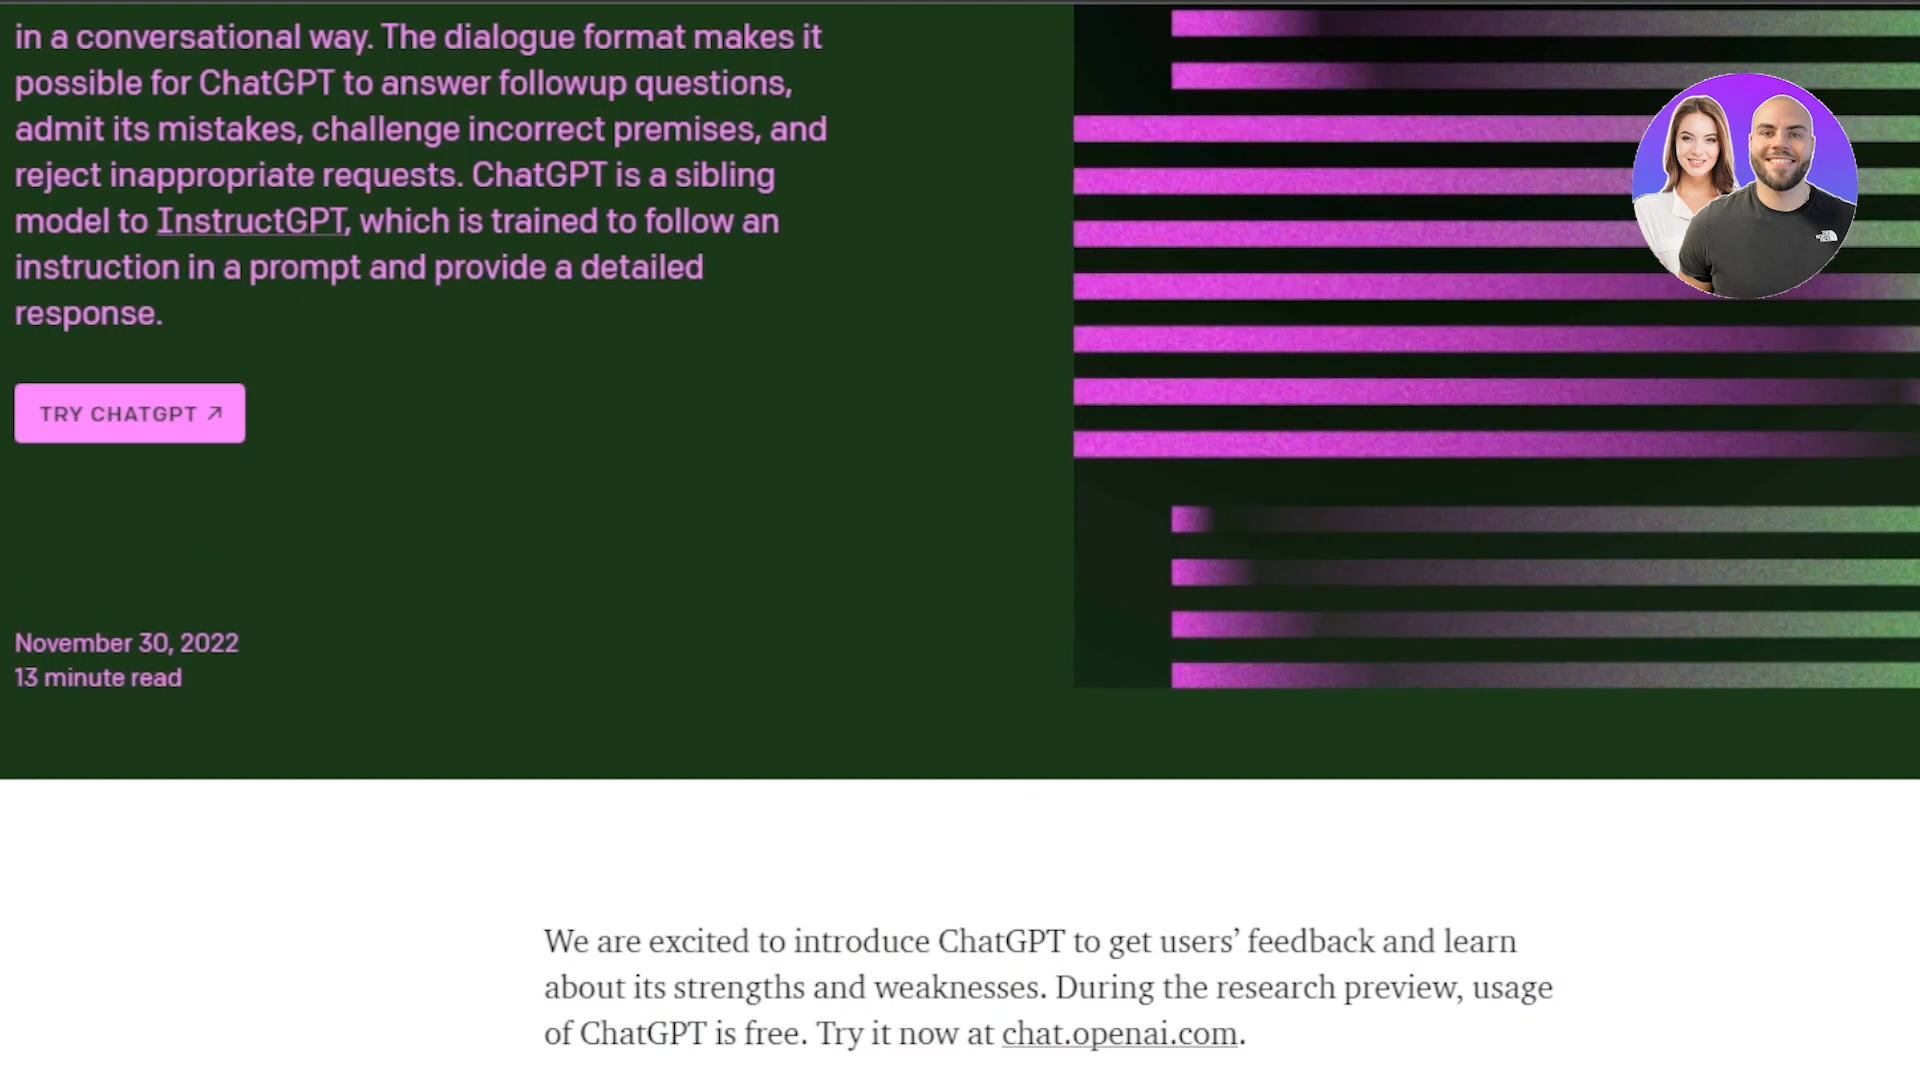 in a conversational way. The dialogue format makes it
possible for ChatGPT to answer followup questions,
admit its mistakes, challenge incorrect premises, and
reject inappropriate requests. ChatGPT is a sibling
model to InstructGPT, which is trained to follow an
instruction in a prompt and provide a detailed
response.
TRY CHATGPT ↗
November 30, 2022
13 minute read
THE NORTH FACE
We are excited to introduce ChatGPT to get users’ feedback and learn
about its strengths and weaknesses. During the research preview, usage
of ChatGPT is free. Try it now at chat.openai.com.